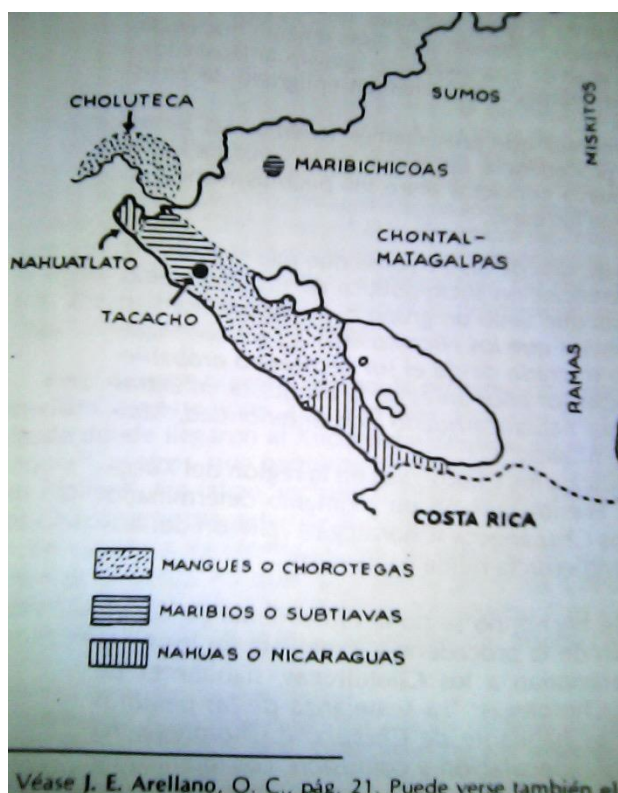 CHOLUTECA
SUMOS
MISKITOS
MARIBICHICOAS
NAHUATLATO
CHONTAL-
MATAGALPAS
TACACHO
RAMAS
COSTA RICA
MANGUES O CHOROTEGAS
MARIBIOS O SUBTIAVAS
NAHUAS O NICARAGUAS
Véase J. E. Arellano, O. C., pág. 21. Puede verse también el